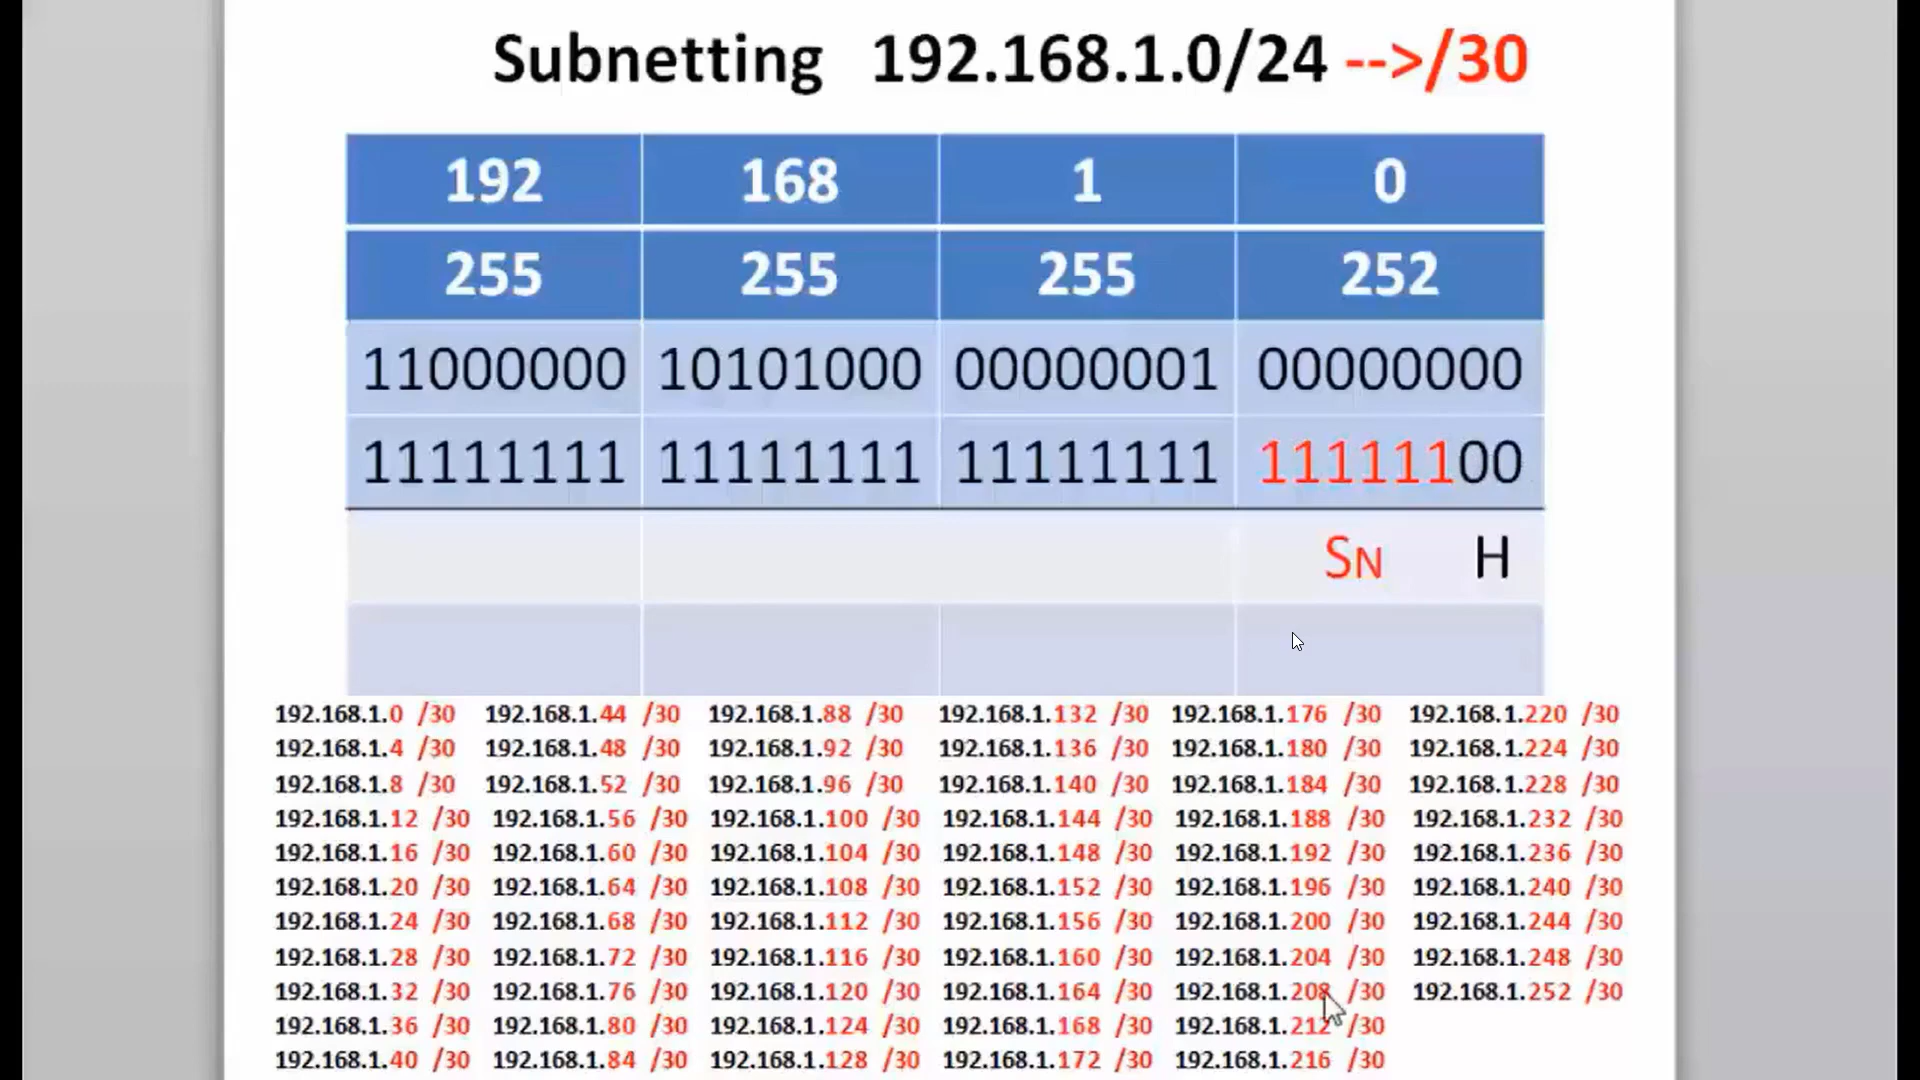 Subnetting 192.168.1.0/24 -->/30
192 168 1 0
255 255 255 252
11000000 10101000 00000001 00000000
11111111 11111111 11111111 11111100
SN H
192.168.1.0 /30 192.168.1.44 /30 192.168.1.88 /30 192.168.1.132 /30 192.168.1.176 /30 192.168.1.220 /30
192.168.1.4 /30 192.168.1.48 /30 192.168.1.92 /30 192.168.1.136 /30 192.168.1.180 /30 192.168.1.224 /30
192.168.1.8 /30 192.168.1.52 /30 192.168.1.96 /30 192.168.1.140 /30 192.168.1.184 /30 192.168.1.228 /30
192.168.1.12 /30 192.168.1.56 /30 192.168.1.100 /30 192.168.1.144 /30 192.168.1.188 /30 192.168.1.232 /30
192.168.1.16 /30 192.168.1.60 /30 192.168.1.104 /30 192.168.1.148 /30 192.168.1.192 /30 192.168.1.236 /30
192.168.1.20 /30 192.168.1.64 /30 192.168.1.108 /30 192.168.1.152 /30 192.168.1.196 /30 192.168.1.240 /30
192.168.1.24 /30 192.168.1.68 /30 192.168.1.112 /30 192.168.1.156 /30 192.168.1.200 /30 192.168.1.244 /30
192.168.1.28 /30 192.168.1.72 /30 192.168.1.116 /30 192.168.1.160 /30 192.168.1.204 /30 192.168.1.248 /30
192.168.1.32 /30 192.168.1.76 /30 192.168.1.120 /30 192.168.1.164 /30 192.168.1.208 /30 192.168.1.252 /30
192.168.1.36 /30 192.168.1.80 /30 192.168.1.124 /30 192.168.1.168 /30 192.168.1.212 /30
192.168.1.40 /30 192.168.1.84 /30 192.168.1.128 /30 192.168.1.172 /30 192.168.1.216 /30